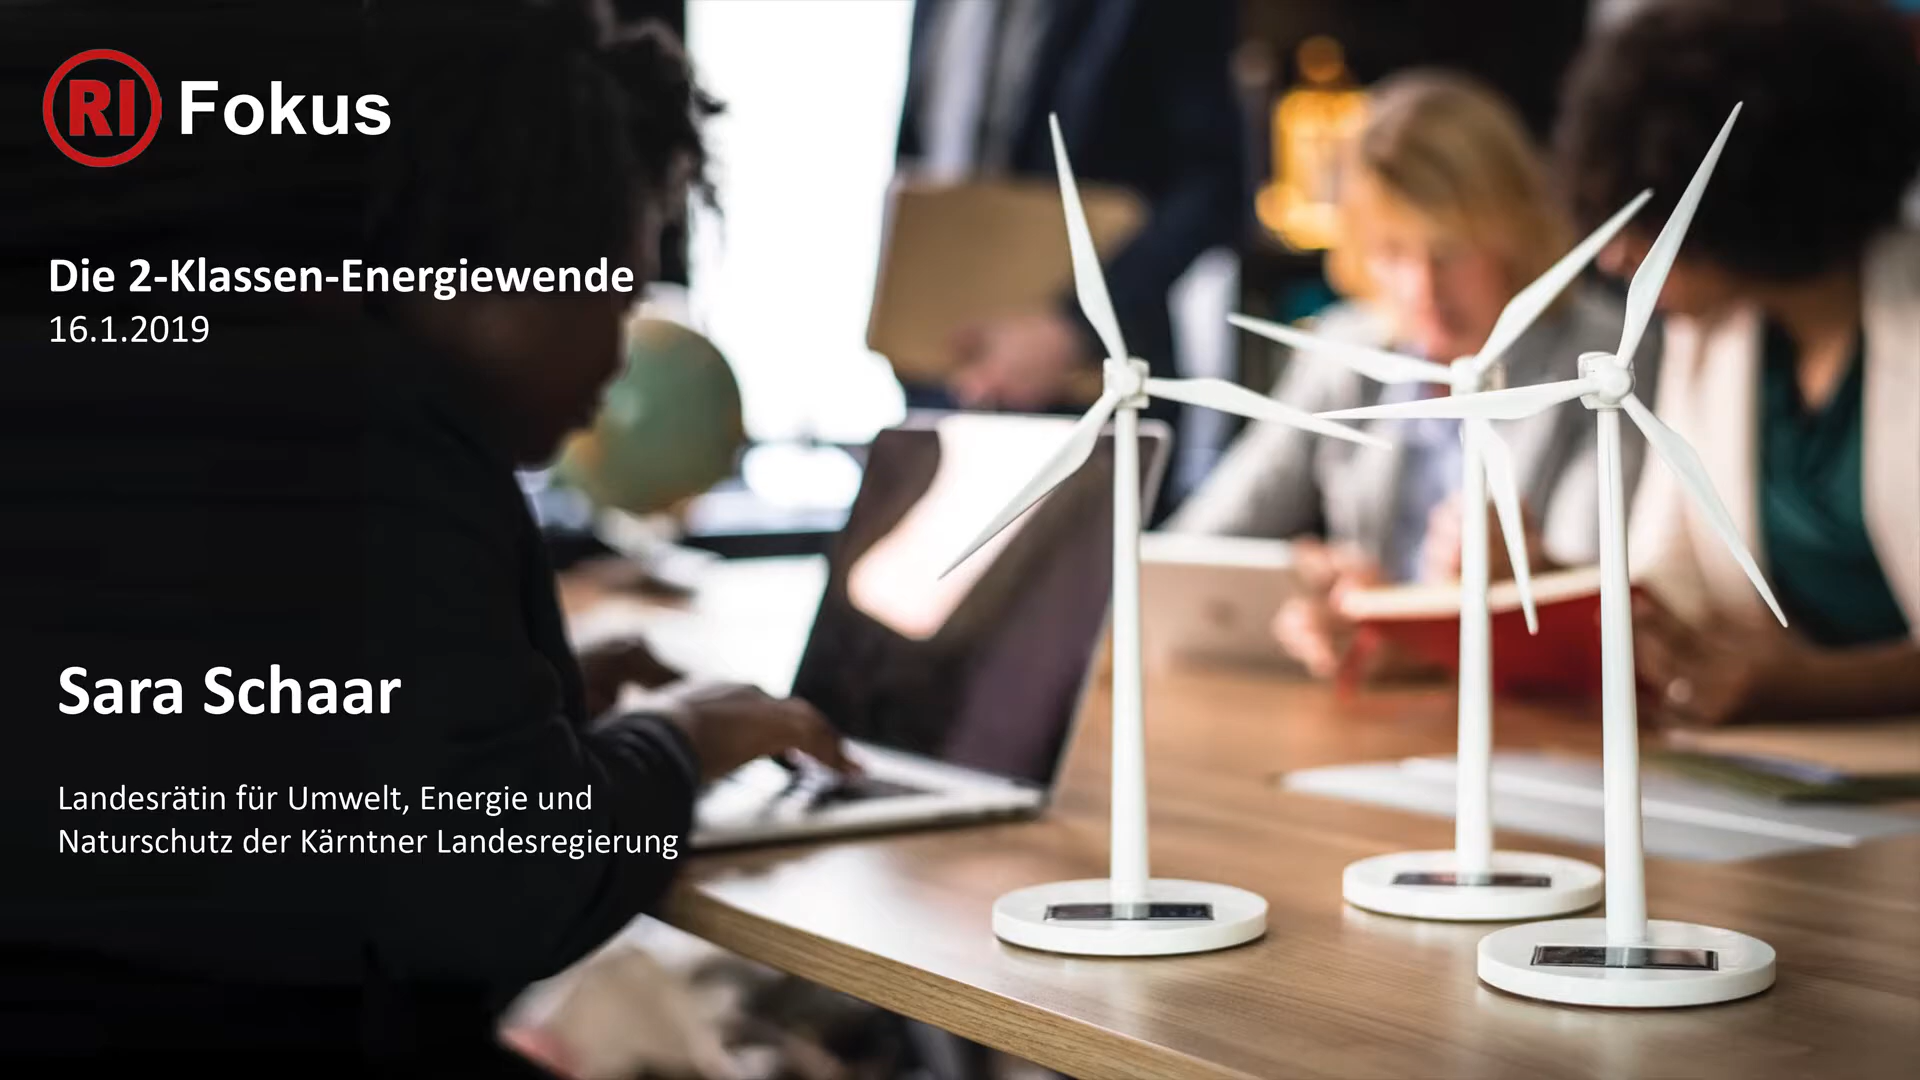 RI Fokus
Die 2-Klassen-Energiewende
16.1.2019
Sara Schaar
Landesrätin für Umwelt, Energie und
Naturschutz der Kärntner Landesregierung